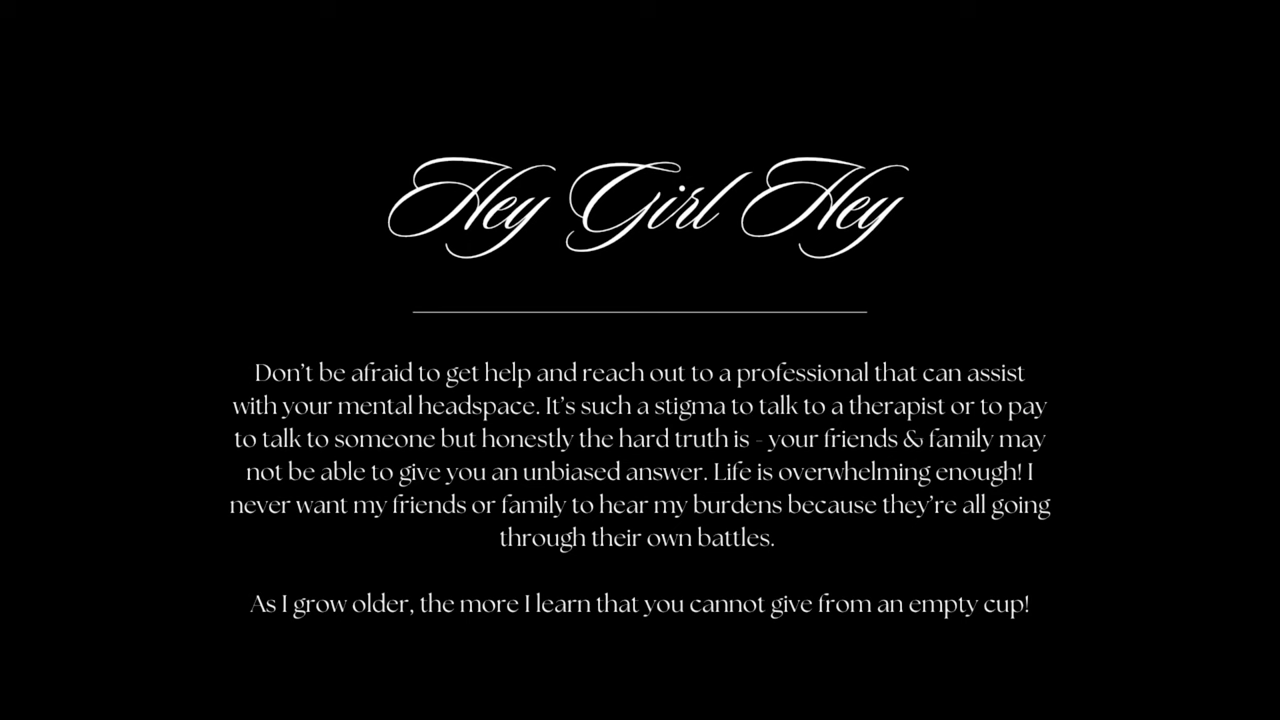 Hey Girl Hey
Don’t be afraid to get help and reach out to a professional that can assist
with your mental headspace. It’s such a stigma to talk to a therapist or to pay
to talk to someone but honestly the hard truth is - your friends & family may
not be able to give you an unbiased answer. Life is overwhelming enough! I
never want my friends or family to hear my burdens because they’re all going
through their own battles.
As I grow older, the more I learn that you cannot give from an empty cup!